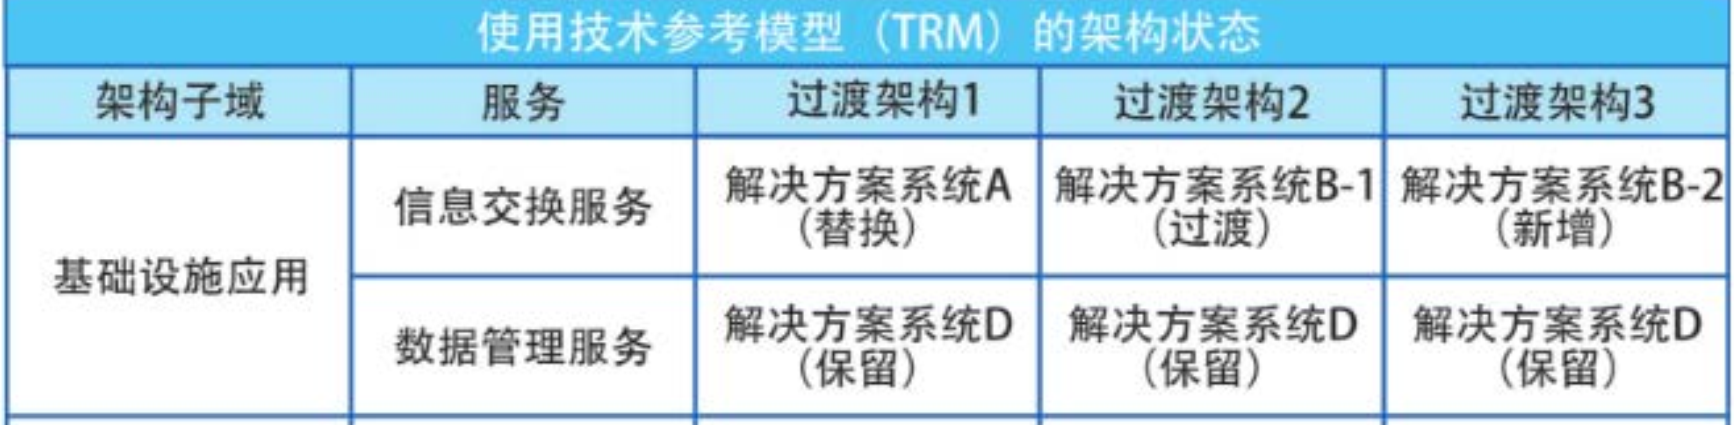 使用技术参考模型（TRM）的架构状态
架构子域 服务 过渡架构1 过渡架构2 过渡架构3
基础设施应用
信息交换服务
解决方案系统A
（替换）
解决方案系统B-1
（过渡）
解决方案系统B-2
（新增）
数据管理服务
解决方案系统D
（保留）
解决方案系统D
（保留）
解决方案系统D
（保留）